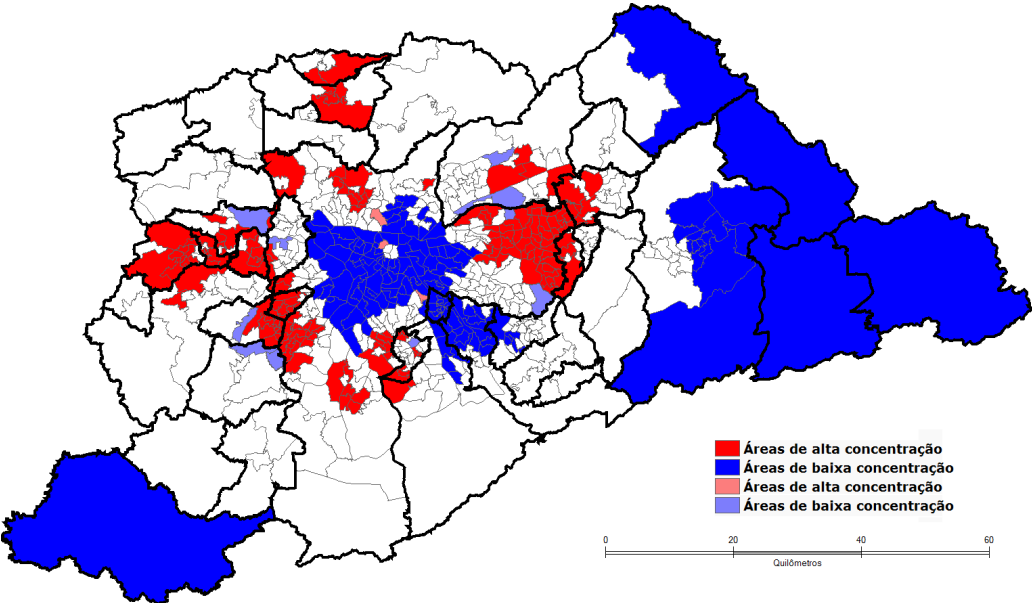 Áreas de alta concentração
Áreas de baixa concentração
Áreas de alta concentração
Áreas de baixa concentração
0 20 40 60
Quilômetros